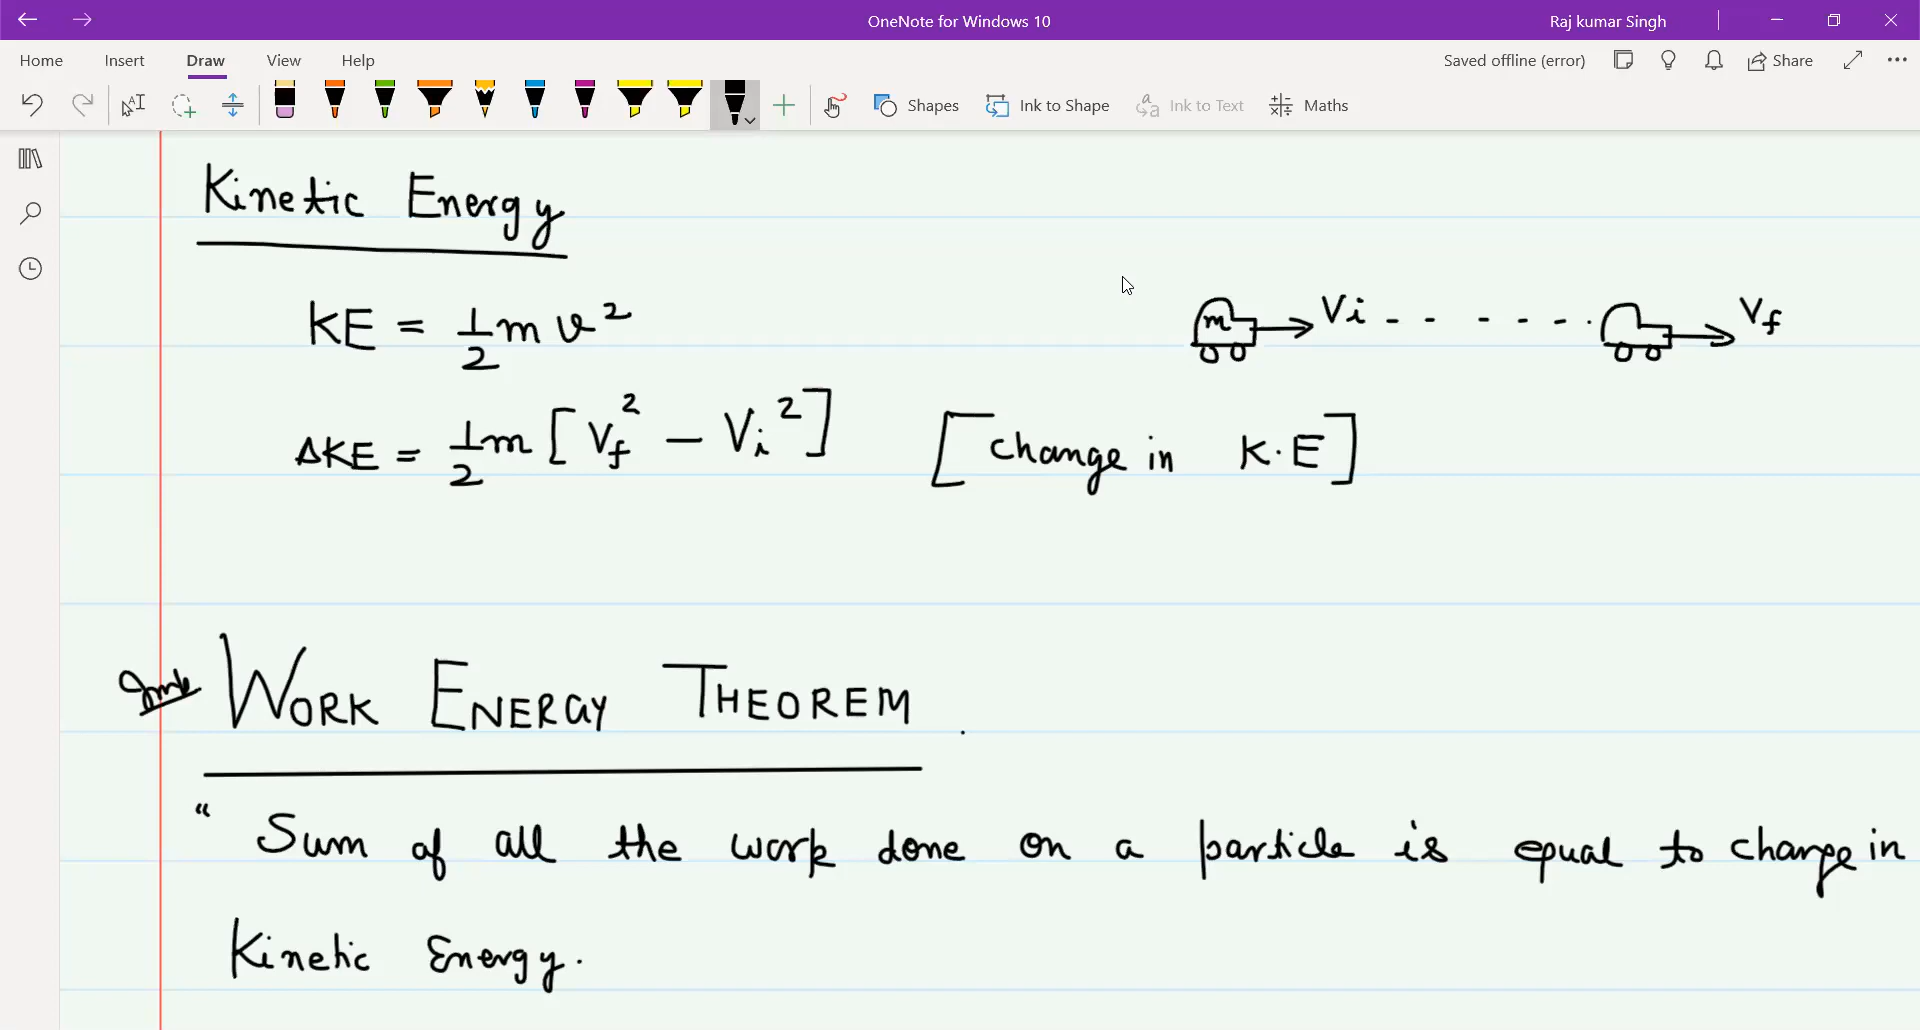 OneNote for Windows 10
Raj kumar Singh
Home Insert Draw View Help
Saved offline (error) Share
Shapes Ink to Shape Ink to Text Maths
Kinetic Energy
KE = 1/2 m v²
m Vi - - - - - . Vf
ΔKE = 1/2 m [ Vf² - Vi² ] [change in K.E]
WORK ENERGY THEOREM .
“ Sum of all the work done on a particle is equal to change in
Kinetic Energy.